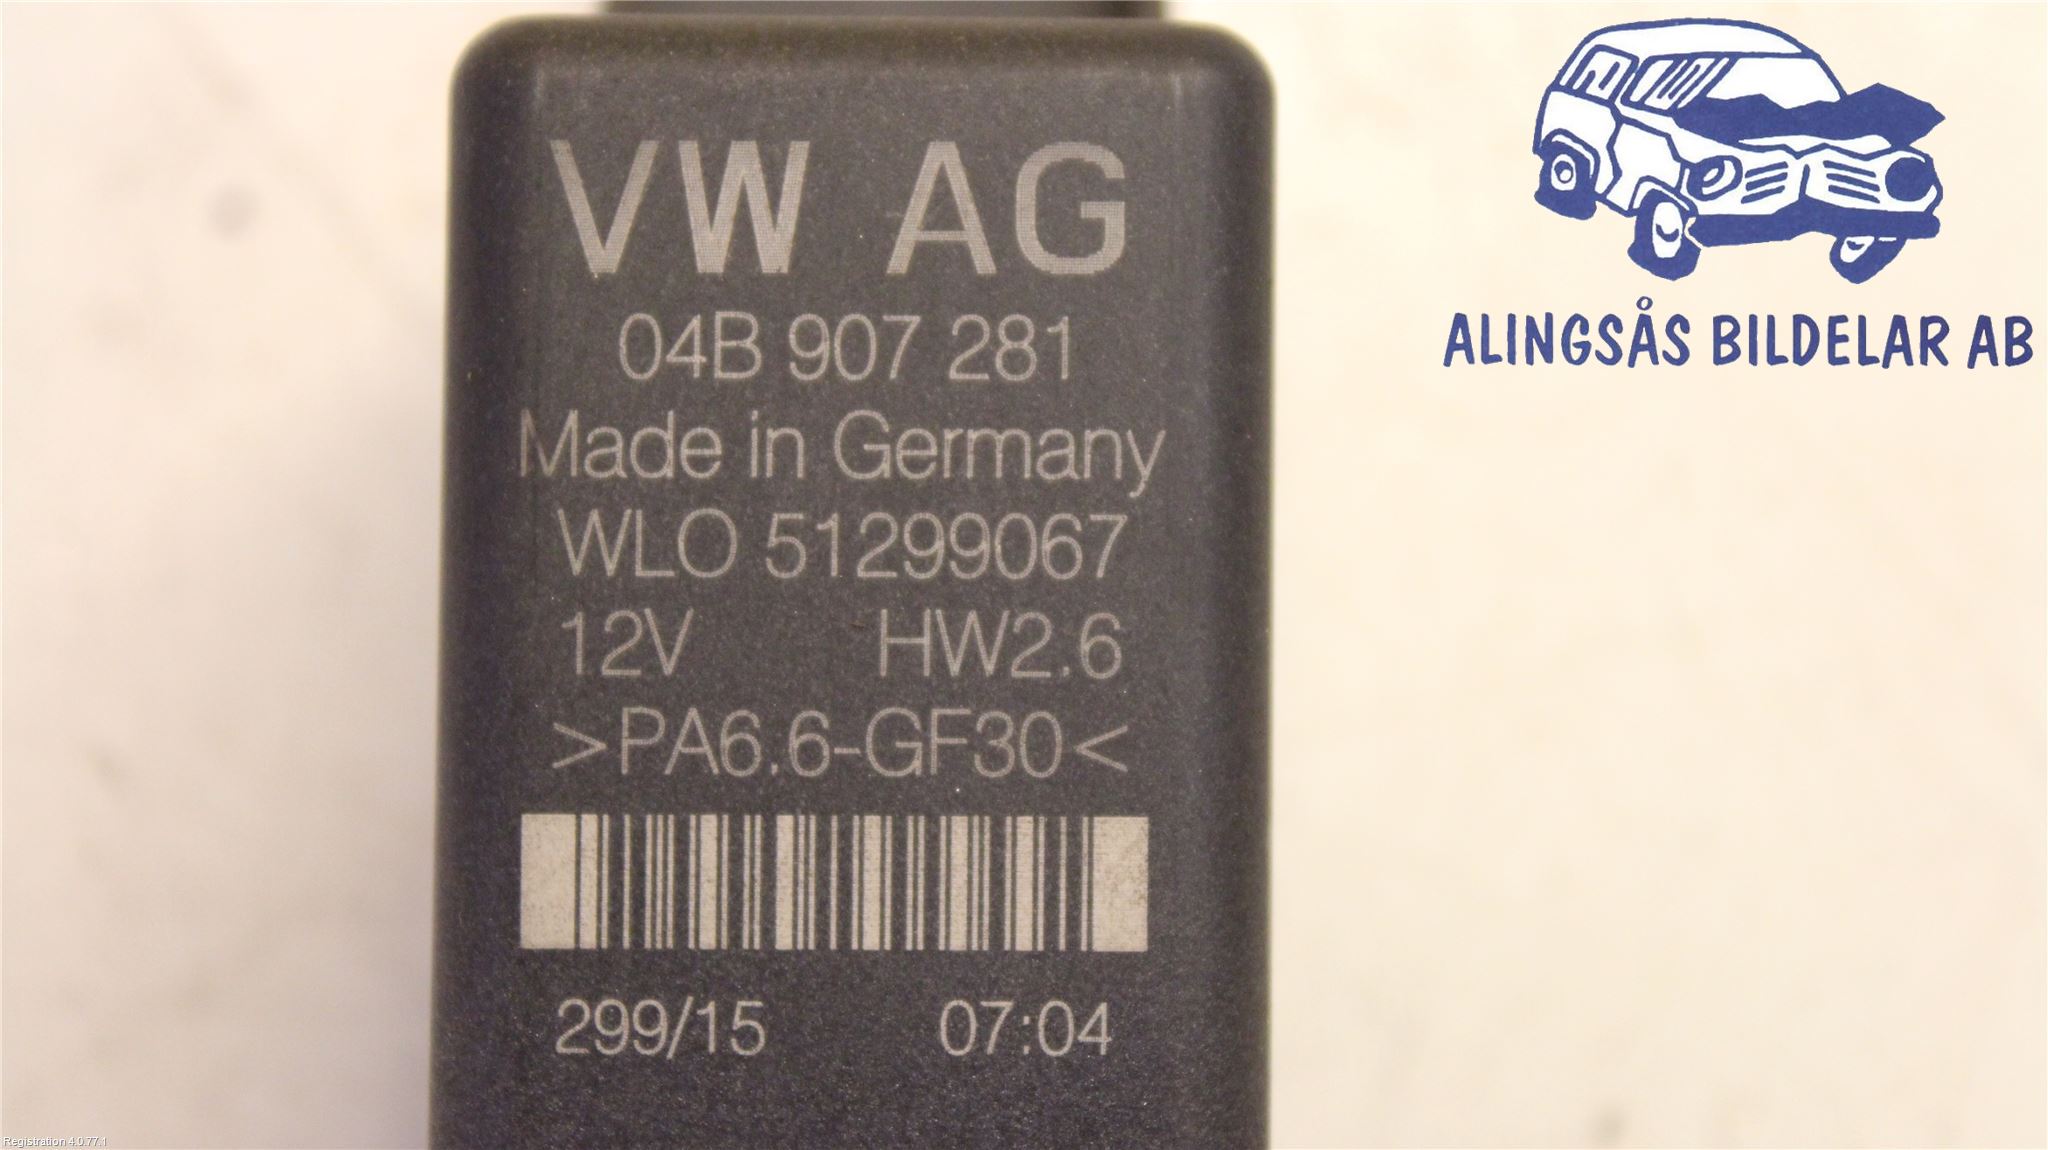 VW AG
04B 907 281
Made in Germany
WLO 51299067
12V HW2.6
>PA6.6-GF30<
299/15 07:04
ALINGSÅS BILDELAR AB
Registration 4.0.77.1